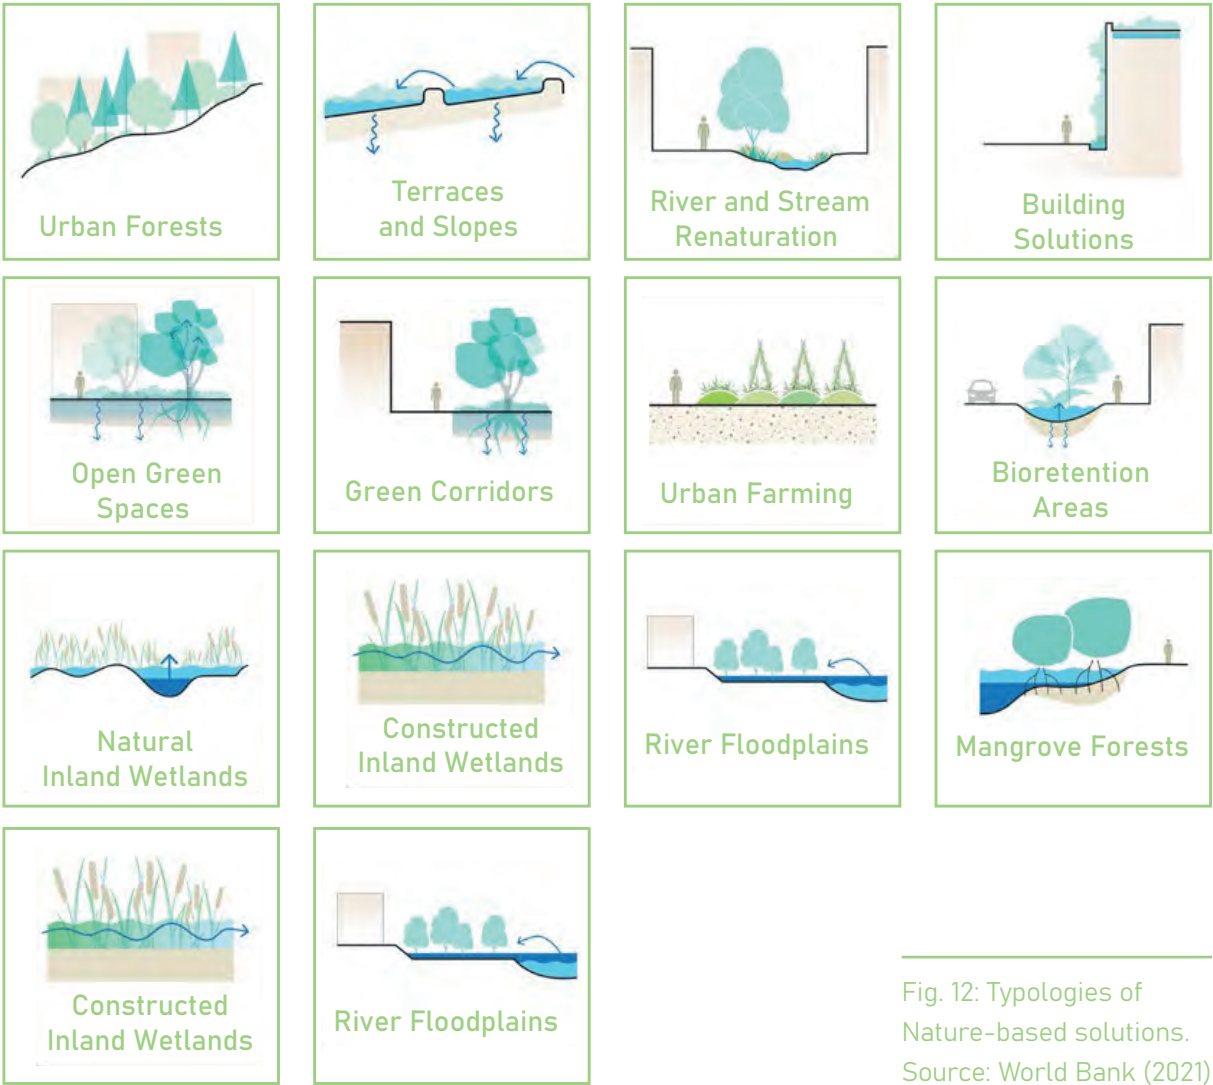 Urban Forests
Terraces
and Slopes
River and Stream
Renaturation
Building
Solutions
Open Green
Spaces
Green Corridors
Urban Farming
Bioretention
Areas
Natural
Inland Wetlands
Constructed
Inland Wetlands
River Floodplains
Mangrove Forests
Constructed
Inland Wetlands
River Floodplains
Fig. 12: Typologies of
Nature-based solutions.
Source: World Bank (2021)